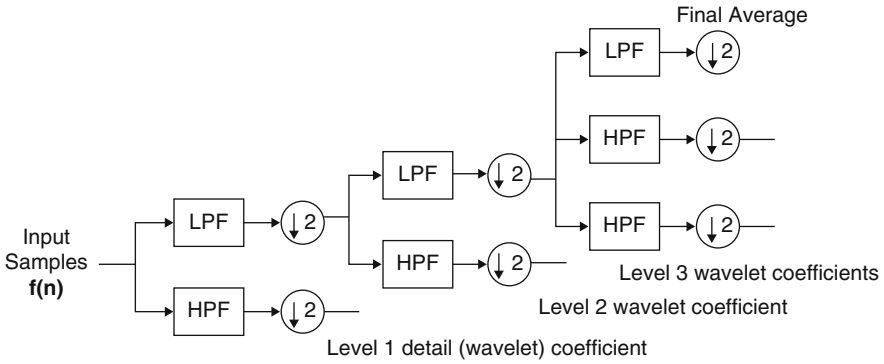 Final Average
LPF
↓ 2
HPF
↓ 2
LPF
↓ 2
HPF
↓ 2
LPF
↓ 2
HPF
↓ 2
Input
Samples
f(n)
HPF
↓ 2
Level 3 wavelet coefficients
Level 2 wavelet coefficient
Level 1 detail (wavelet) coefficient